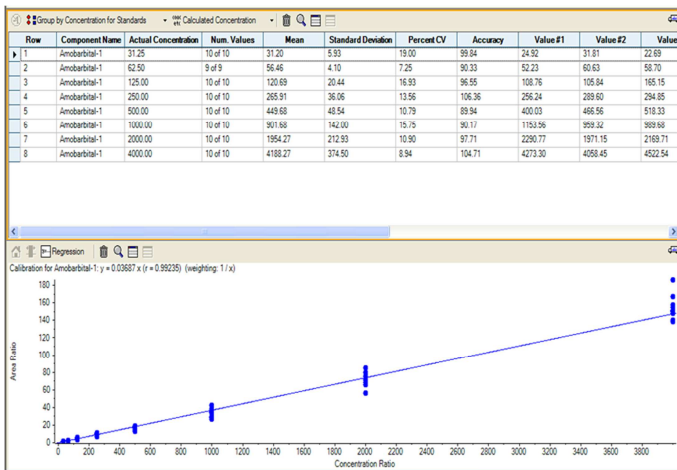 Group by Concentration for Standards Calculated Concentration
Row Component Name Actual Concentration Num. Values Mean Standard Deviation Percent CV Accuracy Value #1 Value #2 Value
1 Amobarbital-1 31.25 10 of 10 31.20 5.93 19.00 99.84 24.92 31.81 22.69
2 Amobarbital-1 62.50 9 of 9 56.46 4.10 7.25 90.33 52.23 60.63 58.70
3 Amobarbital-1 125.00 10 of 10 120.69 20.44 16.93 96.55 108.76 105.84 165.15
4 Amobarbital-1 250.00 10 of 10 265.91 36.06 13.56 106.36 256.24 289.60 294.85
5 Amobarbital-1 500.00 10 of 10 449.68 48.54 10.79 89.94 400.03 466.56 518.33
6 Amobarbital-1 1000.00 10 of 10 901.68 142.00 15.75 90.17 1153.56 959.32 989.68
7 Amobarbital-1 2000.00 10 of 10 1954.27 212.93 10.90 97.71 2290.77 1971.15 2169.71
8 Amobarbital-1 4000.00 10 of 10 4188.27 374.50 8.94 104.71 4273.30 4058.45 4522.54
Regression
Calibration for Amobarbital-1: y = 0.03687 x (r = 0.99235) (weighting: 1 / x)
180
160
140
120
100
80
60
40
20
0
Area Ratio
0 200 400 600 800 1000 1200 1400 1600 1800 2000 2200 2400 2600 2800 3000 3200 3400 3600 3800
Concentration Ratio